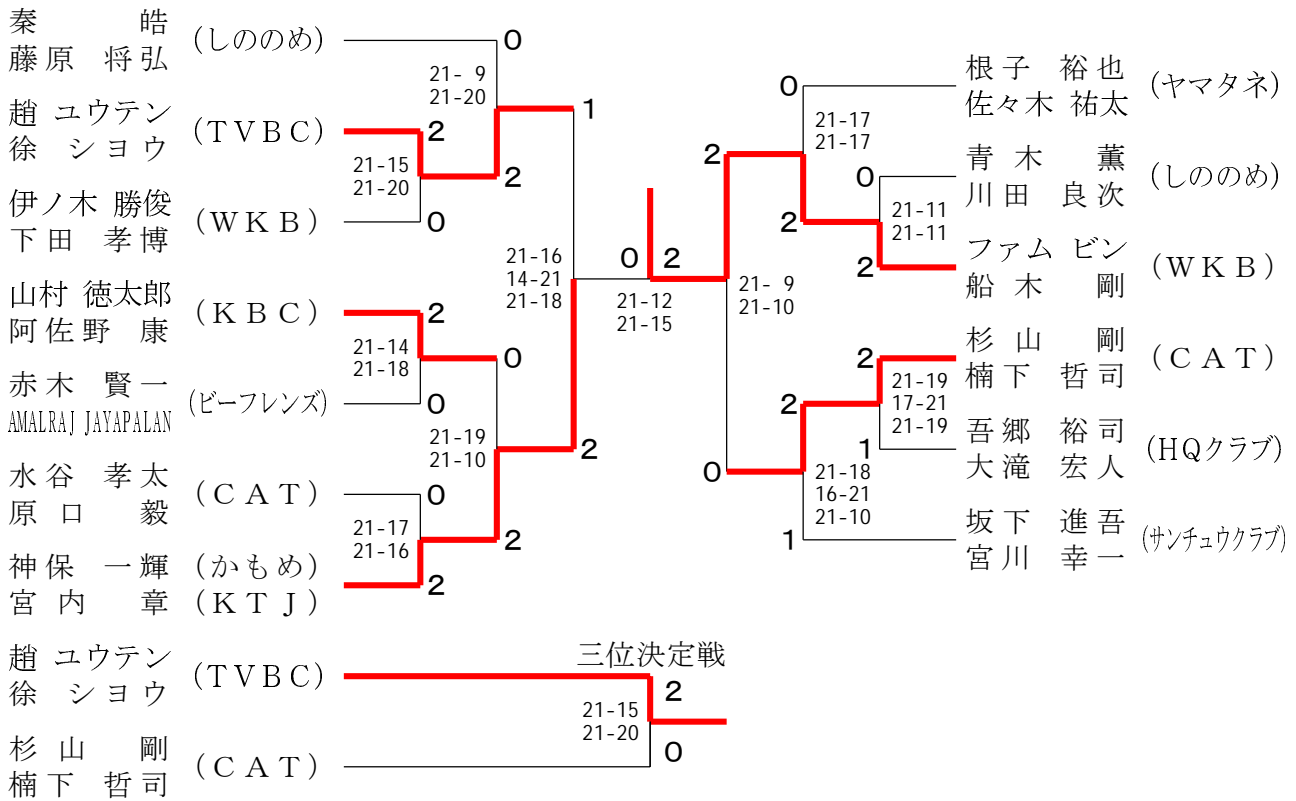 秦 皓
藤原 将弘
(しののめ)
0
21- 9
21-20
趙 ユウテン
徐 ショウ
(TVBC)
2
21-15
21-20
2
1
伊ノ木 勝俊
下田 孝博
(WKB)
0
21-16
14-21
21-18
山村 徳太郎
阿佐野 康
(KBC)
2
21-14
21-18
0
赤木 賢一
AMALRAJ JAYAPALAN
(ビーフレンズ)
0
21-19
21-10
2
水谷 孝太
原口 毅
(CAT)
0
21-17
21-16
2
神保 一輝 (かもめ)
宮内 章 (KTJ)
2
0 2
21-12
21-15
根子 裕也
佐々木 祐太
(ヤマタネ)
0
21-17
21-17
2
青木 薫
川田 良次
(しののめ)
0
21-11
21-11
2
ファム ビン
船木 剛
(WKB)
2
21- 9
21-10
杉山 剛
楠下 哲司
(CAT)
2
21-19
17-21
21-19
2
吾郷 裕司
大滝 宏人
(HQクラブ)
1
0
21-18
16-21
21-10
坂下 進吾
宮川 幸一
(サンチュウクラブ)
1
三位決定戦
趙 ユウテン
徐 ショウ
(TVBC)
2
21-15
21-20
杉山 剛
楠下 哲司
(CAT)
0